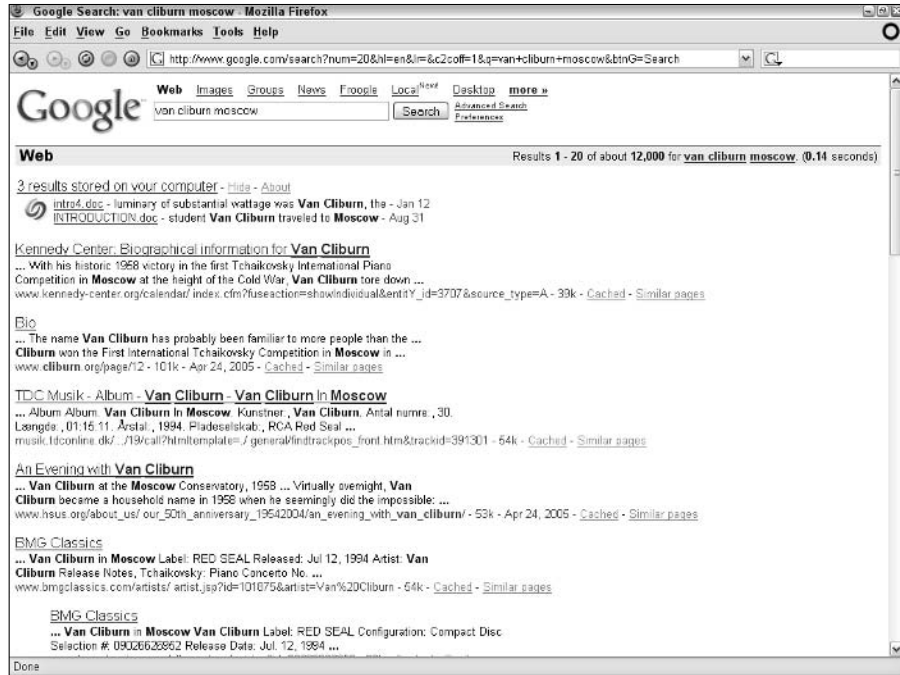 Google Search: van cliburn moscow - Mozilla Firefox
File Edit View Go Bookmarks Tools Help
http://www.google.com/search?num=20&hl=en&lr=&c2coff=1&q=van+cliburn+moscow&btnG=Search
Google
Web Images Groups News Froogle Local New! Desktop more »
van cliburn moscow Search Advanced Search
Preferences
Web Results 1 - 20 of about 12,000 for van cliburn moscow. (0.14 seconds)
3 results stored on your computer - Hide - About
intro4.doc - luminary of substantial wattage was Van Cliburn, the - Jan 12
INTRODUCTION.doc - student Van Cliburn traveled to Moscow - Aug 31
Kennedy Center: Biographical information for Van Cliburn
... With his historic 1958 victory in the first Tchaikovsky International Piano
Competition in Moscow at the height of the Cold War, Van Cliburn tore down ...
www.kennedy-center.org/calendar/ index.cfm?fuseaction=showIndividual&entitY_id=3707&source_type=A - 39k - Cached - Similar pages
Bio
... The name Van Cliburn has probably been familiar to more people than the ...
Cliburn won the First International Tchaikovsky Competition in Moscow in ...
www.cliburn.org/page/12 - 101k - Apr 24, 2005 - Cached - Similar pages
TDC Musik - Album - Van Cliburn - Van Cliburn In Moscow
... Album Album. Van Cliburn In Moscow. Kunstner:, Van Cliburn. Antal numre:, 30.
Længde:, 01:15:11. Årstal:, 1994. Pladeselskab:, RCA Red Seal ...
musik.tdconline.dk/.../19/call?htmltemplate=./ general/findtrackpos_front.htm&trackid=391301 - 54k - Cached - Similar pages
An Evening with Van Cliburn
... Van Cliburn at the Moscow Conservatory, 1958 ... Virtually overnight, Van
Cliburn became a household name in 1958 when he seemingly did the impossible: ...
www.hsus.org/about_us/ our_50th_anniversary_19542004/an_evening_with_van_cliburn/ - 53k - Apr 24, 2005 - Cached - Similar pages
BMG Classics
... Van Cliburn in Moscow Label: RED SEAL Released: Jul 12, 1994 Artist: Van
Cliburn Release Notes, Tchaikovsky: Piano Concerto No. ...
www.bmgclassics.com/artists/ artist.jsp?id=101875&artist=Van%20Cliburn - 54k - Cached - Similar pages
BMG Classics
... Van Cliburn in Moscow Van Cliburn Label: RED SEAL Configuration: Compact Disc
Selection #: 09026626952 Release Date: Jul. 12, 1994 ...
Done